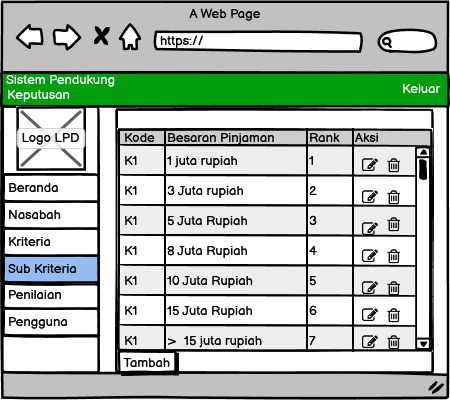 A Web Page
https://
Sistem Pendukung
Keputusan
Keluar
Logo LPD
Beranda
Nasabah
Kriteria
Sub Kriteria
Penilaian
Pengguna
Kode Besaran Pinjaman Rank Aksi
K1 1 juta rupiah 1
K1 3 Juta rupiah 2
K1 5 Juta Rupiah 3
K1 8 Juta Rupiah 4
K1 10 Juta Rupiah 5
K1 15 Juta Rupiah 6
K1 > 15 juta rupiah 7
Tambah